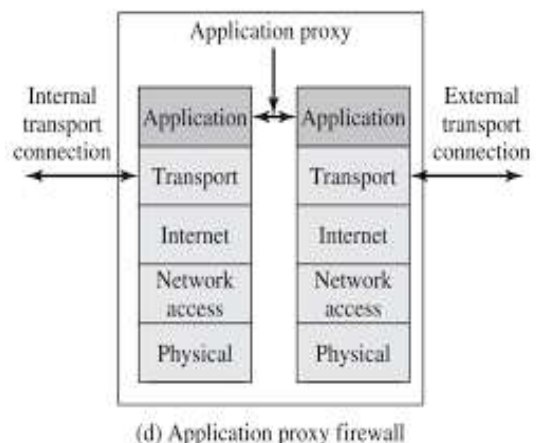 Application proxy
Internal
transport
connection
Application
Application
External
transport
connection
Transport
Transport
Internet
Internet
Network
access
Network
access
Physical
Physical
(d) Application proxy firewall